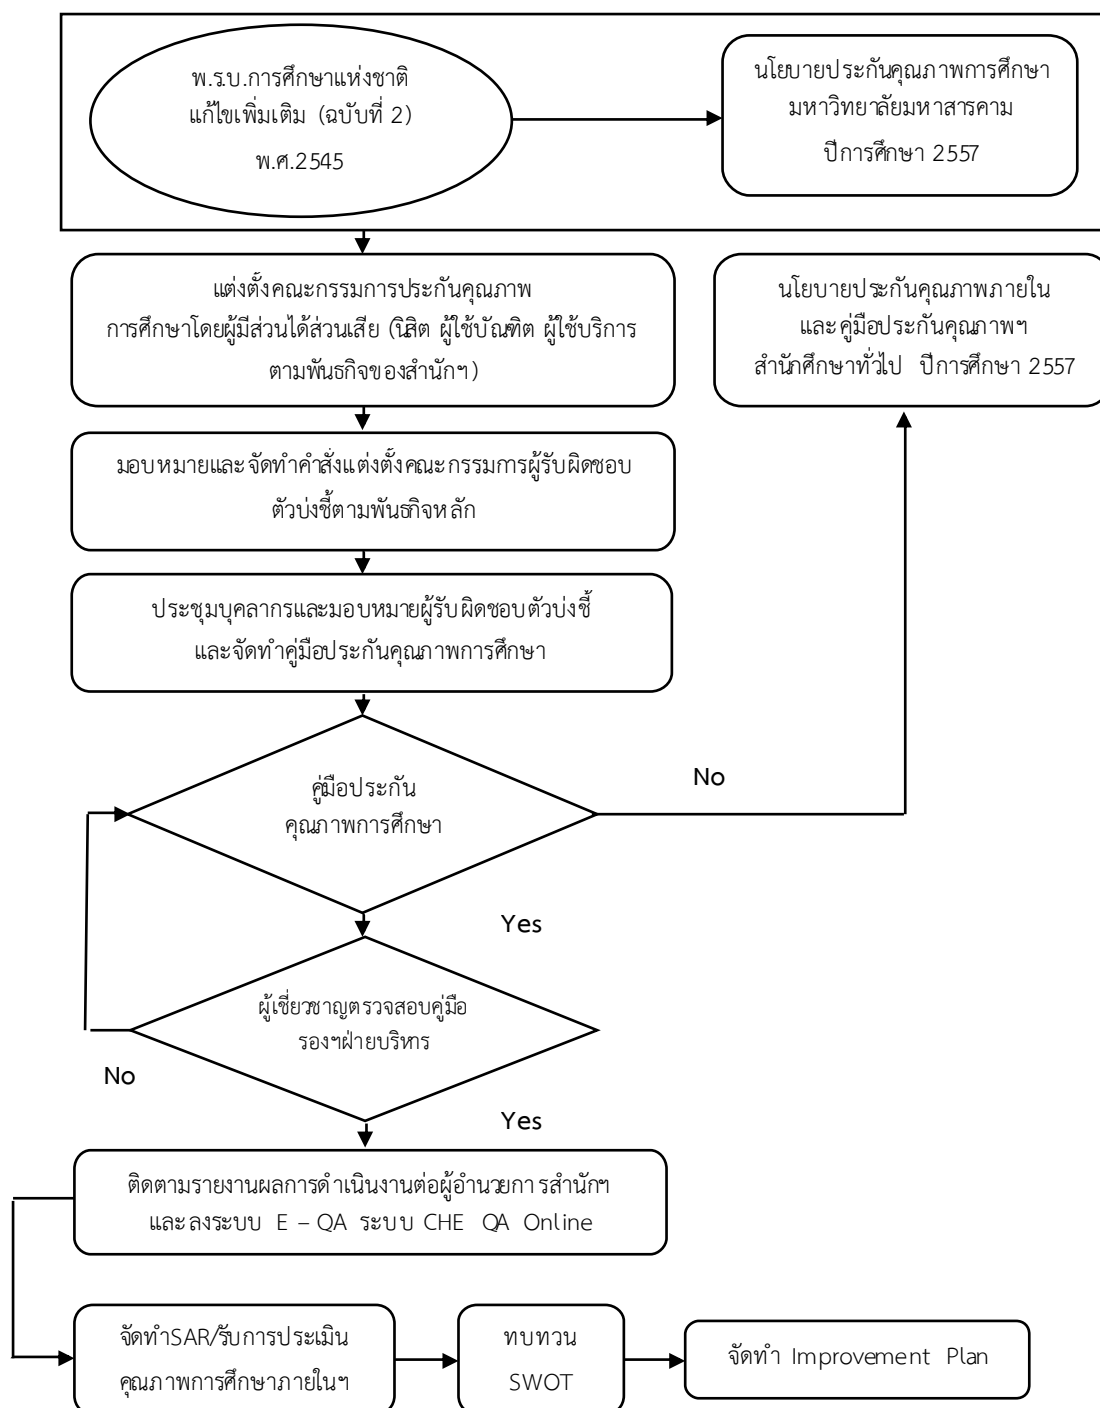 พ.ร.บ.การศึกษาแห่งชาติ
แก้ไขเพิ่มเติม (ฉบับที่ 2)
พ.ศ.2545
นโยบายประกันคุณภาพการศึกษา
มหาวิทยาลัยมหาสารคาม
ปีการศึกษา 2557
แต่งตั้งคณะกรรมการประกันคุณภาพ
การศึกษาโดยผู้มีส่วนได้ส่วนเสีย (นิสิต ผู้ใช้บัณฑิต ผู้ใช้บริการ
ตามพันธกิจของสำนักฯ)
นโยบายประกันคุณภาพภายใน
และคู่มือประกันคุณภาพฯ
สำนักศึกษาทั่วไป ปีการศึกษา 2557
มอบหมายและจัดทำคำสั่งแต่งตั้งคณะกรรมการผู้รับผิดชอบ
ตัวบ่งชี้ตามพันธกิจหลัก
ประชุมบุคลากรและมอบหมายผู้รับผิดชอบตัวบ่งชี้
และจัดทำคู่มือประกันคุณภาพการศึกษา
คู่มือประกัน
คุณภาพการศึกษา
No
Yes
ผู้เชี่ยวชาญตรวจสอบคู่มือ
รองฯฝ่ายบริหาร
No
Yes
ติดตามรายงานผลการดำเนินงานต่อผู้อำนวยการสำนักฯ
และลงระบบ E – QA ระบบ CHE QA Online
จัดทำSAR/รับการประเมิน
คุณภาพการศึกษาภายในฯ
ทบทวน
SWOT
จัดทำ Improvement Plan